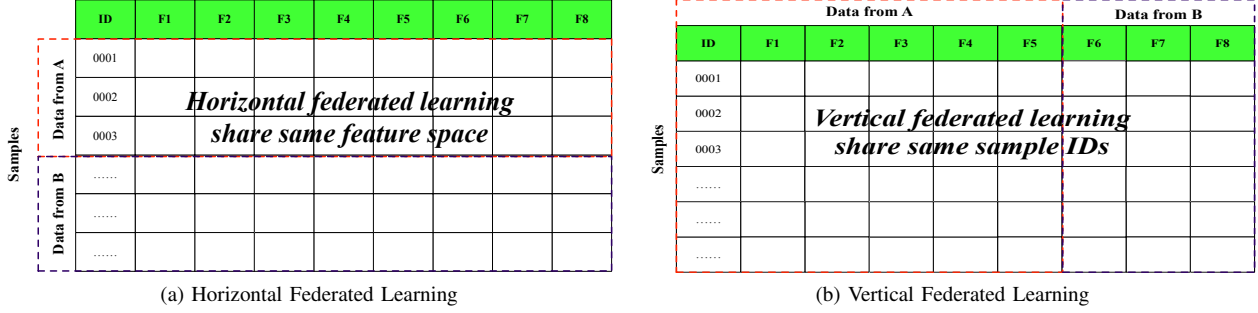 ID F1 F2 F3 F4 F5 F6 F7 F8
Samples
Data from A
0001
0002
0003
Horizontal federated learning
share same feature space
Data from B
......
......
......
(a) Horizontal Federated Learning
Data from A Data from B
ID F1 F2 F3 F4 F5 F6 F7 F8
Samples
0001
0002
0003
Vertical federated learning
share same sample IDs
......
......
......
(b) Vertical Federated Learning